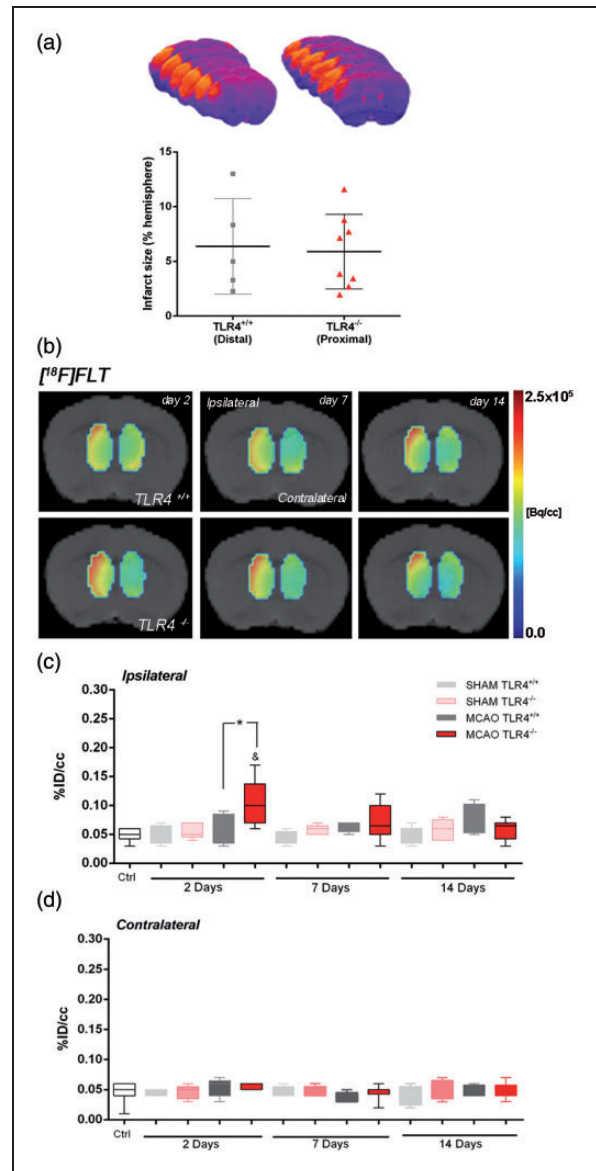 (a)
15
10
5
0
Infarct size (% hemisphere)
TLR4+/+
(Distal)
TLR4-/-
(Proximal)
(b)
[18F]FLT
day 2
Ipsilateral
day 7
day 14
2.5x10⁵
TLR4 +/+
Contralateral
[Bq/cc]
TLR4 -/-
0.0
(c)
Ipsilateral
0.30
0.25
0.20
0.15
0.10
0.05
0.00
%ID/cc
SHAM TLR4+/+
SHAM TLR4-/-
MCAO TLR4+/+
MCAO TLR4-/-
*
&
Ctrl
2 Days
7 Days
14 Days
(d)
Contralateral
0.30
0.25
0.20
0.15
0.10
0.05
0.00
%ID/cc
Ctrl
2 Days
7 Days
14 Days